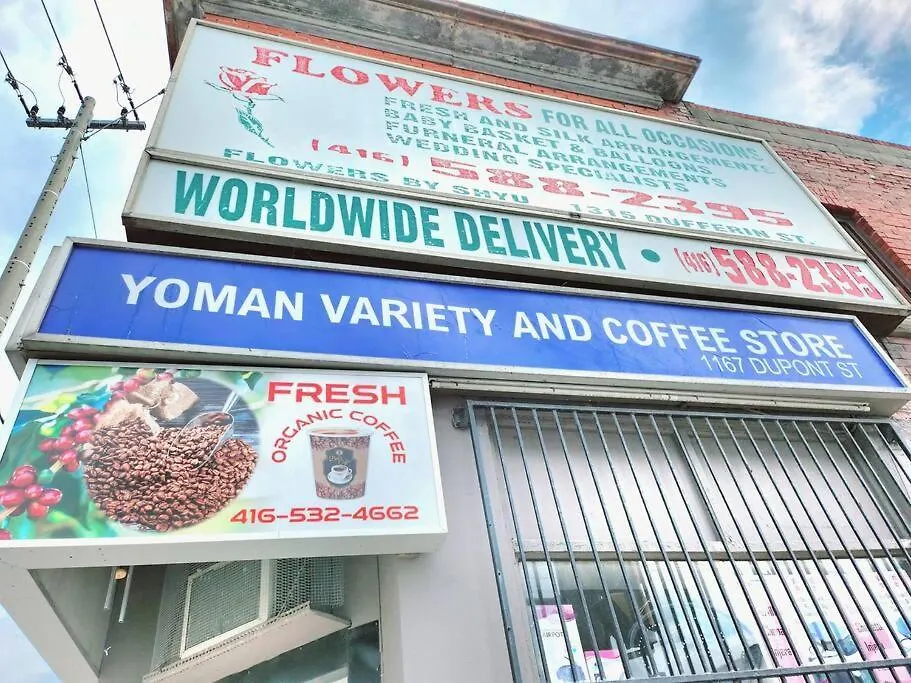 FLOWERS FOR ALL OCCASIONS
FRESH AND SILK ARRANGEMENTS
BABY BASKET & BALLOONS
FURNERAL ARRANGEMENTS
WEDDING SPECIALISTS
(416) 588-2395
FLOWERS BY SHYU 1315 DUFFERIN ST.
WORLDWIDE DELIVERY • (416) 588-2395
YOMAN VARIETY AND COFFEE STORE
1167 DUPONT ST
FRESH
ORGANIC COFFEE
416-532-4662
AIRPOT